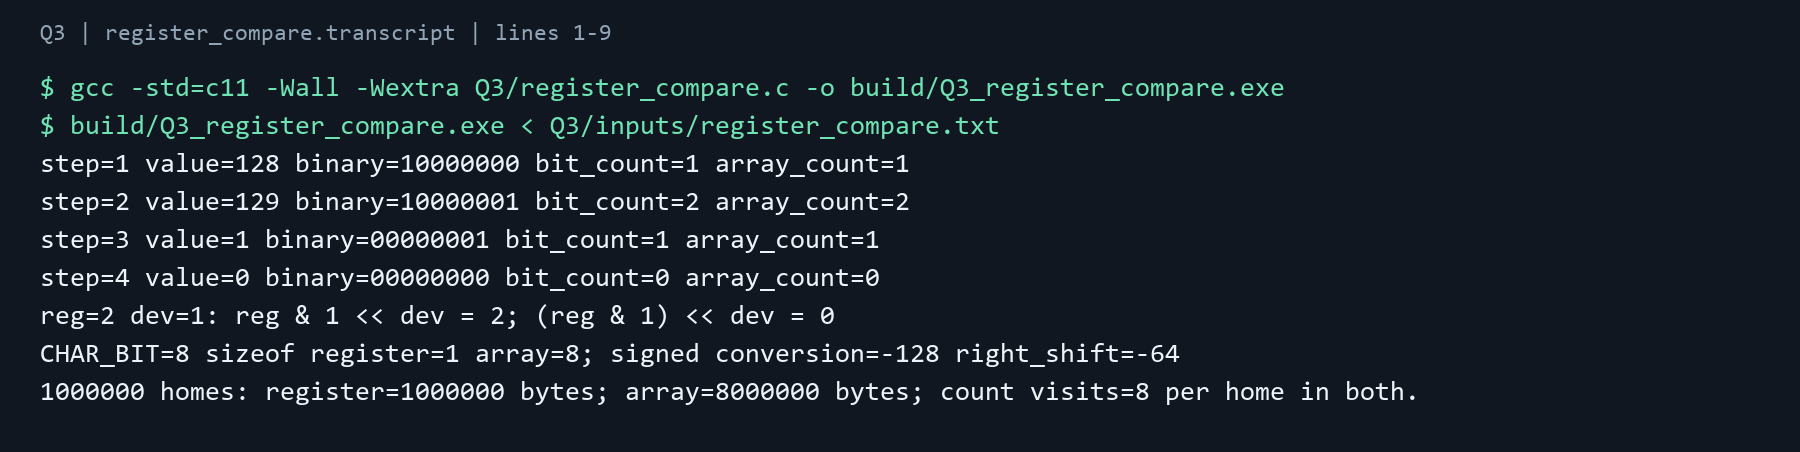 Q3 | register_compare.transcript | lines 1-9
$ gcc -std=c11 -Wall -Wextra Q3/register_compare.c -o build/Q3_register_compare.exe
$ build/Q3_register_compare.exe < Q3/inputs/register_compare.txt
step=1 value=128 binary=10000000 bit_count=1 array_count=1
step=2 value=129 binary=10000001 bit_count=2 array_count=2
step=3 value=1 binary=00000001 bit_count=1 array_count=1
step=4 value=0 binary=00000000 bit_count=0 array_count=0
reg=2 dev=1: reg & 1 << dev = 2; (reg & 1) << dev = 0
CHAR_BIT=8 sizeof register=1 array=8; signed conversion=-128 right_shift=-64
1000000 homes: register=1000000 bytes; array=8000000 bytes; count visits=8 per home in both.